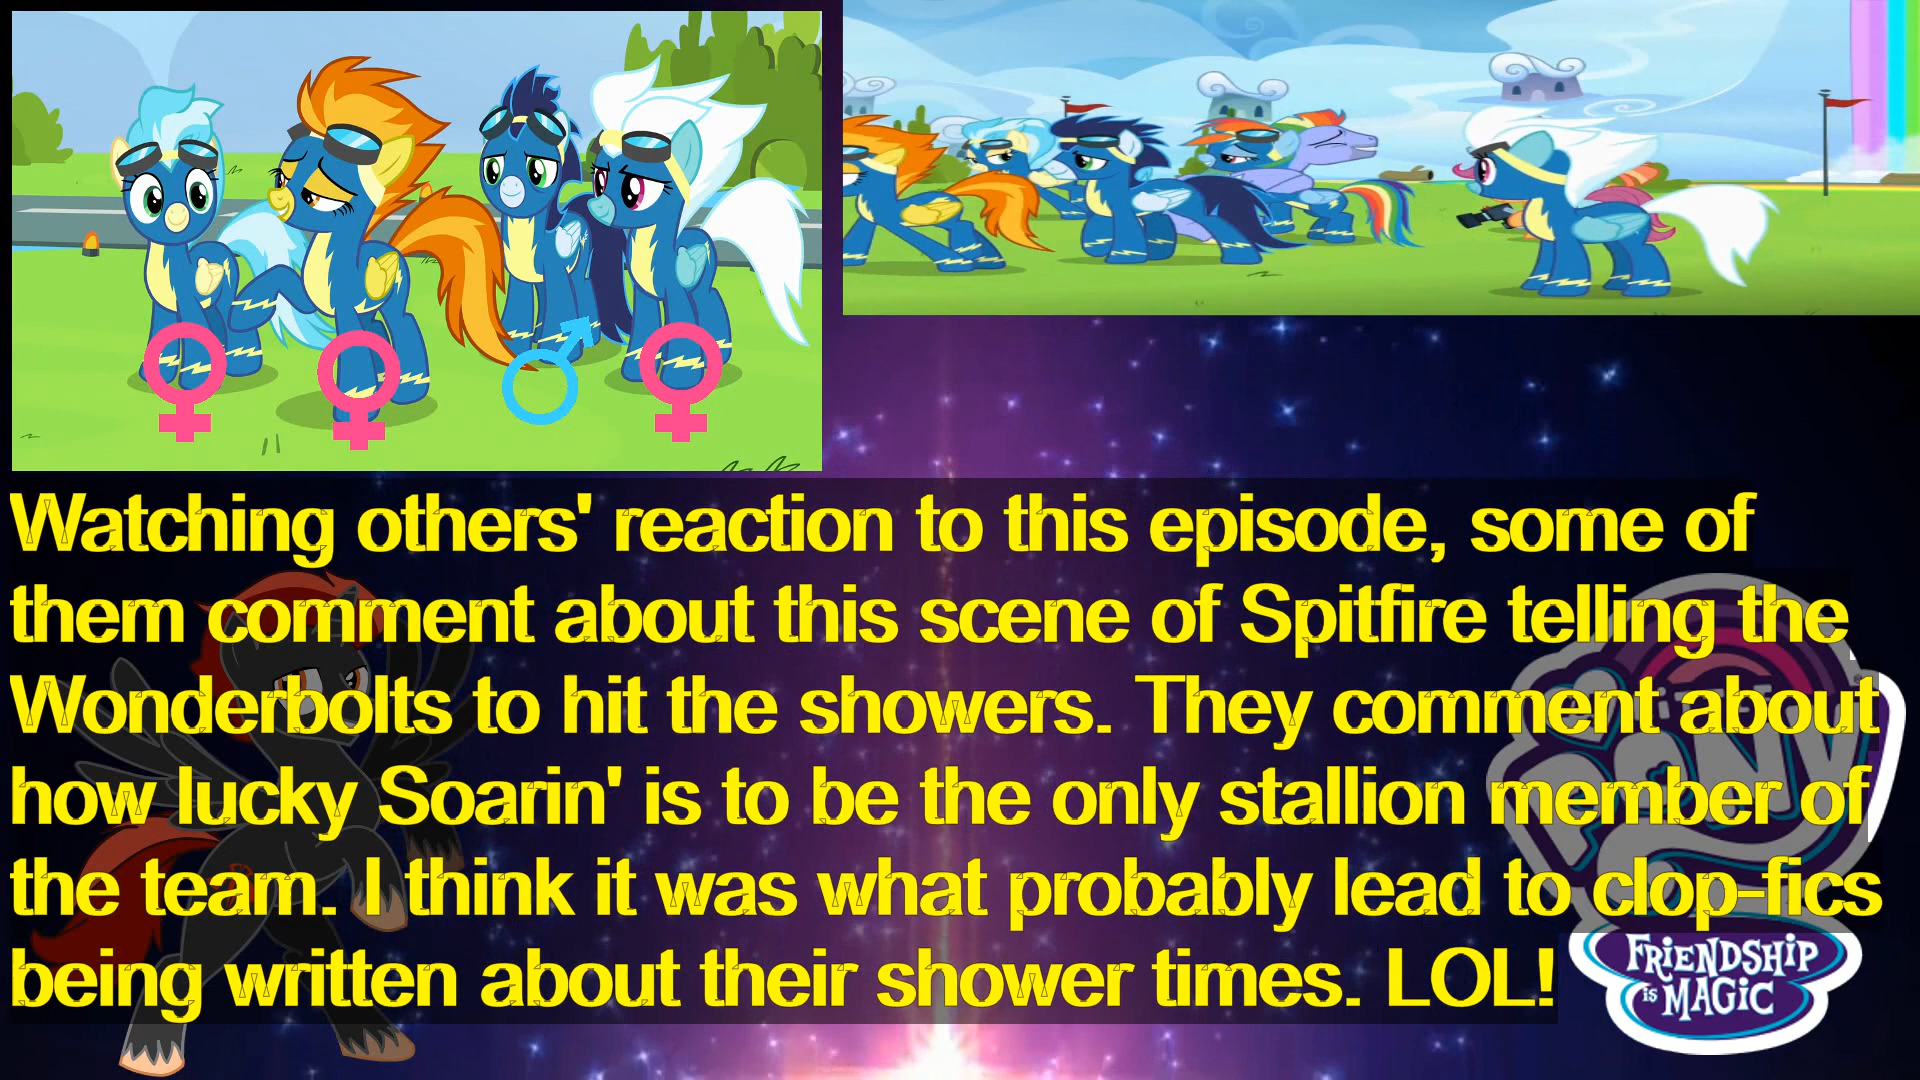 Watching others' reaction to this episode, some of
them comment about this scene of Spitfire telling the
Wonderbolts to hit the showers. They comment about
how lucky Soarin' is to be the only stallion member of
the team. I think it was what probably lead to clop-fics
being written about their shower times. LOL!
MY LITTLE
PONY
FRiENDSHiP
iS MAGiC